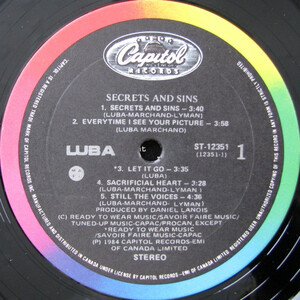 Capitol
RECORDS
SECRETS AND SINS
1. SECRETS AND SINS – 3:40
(LUBA-MARCHAND-LYMAN)
2. EVERYTIME I SEE YOUR PICTURE – 3:58
(LUBA MARCHAND)
LUBA
ST-12351
(12351-1)
1
*3. LET IT GO – 3:35
(LUBA)
4. SACRIFICIAL HEART – 3:28
(LUBA-MARCHAND-LYMAN)
5. STILL THE VOICES – 4:36
(LUBA-MARCHAND-LYMAN)
PRODUCED BY DANIEL LANOIS
(C) READY TO WEAR MUSIC/SAVOIR FAIRE MUSIC/
TUNED-UP MUSIC-CAPAC/PROCAN, EXCEPT
*READY TO WEAR MUSIC
/SAVOIR FAIRE MUSIC-CAPAC
(P) 1984 CAPITOL RECORDS-EMI
OF CANADA LIMITED
STEREO